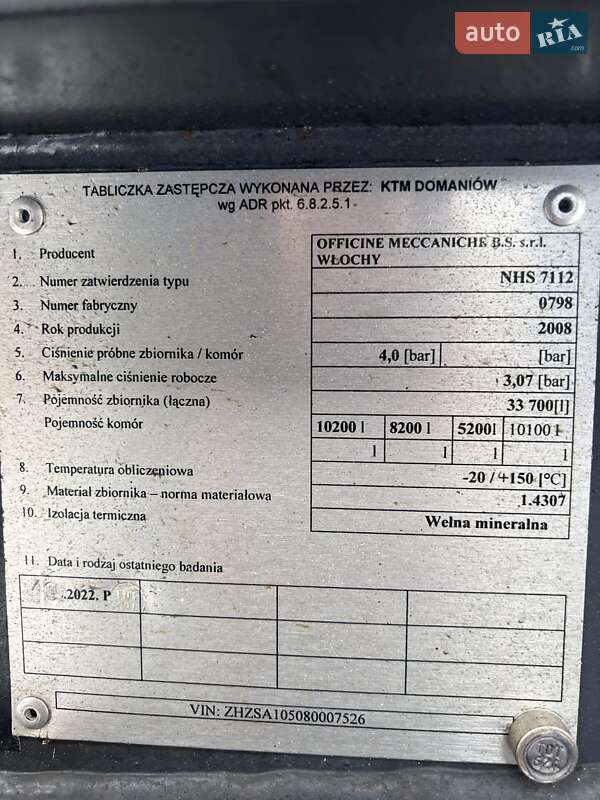 auto RIA.com
TABLICZKA ZASTĘPCZA WYKONANA PRZEZ: KTM DOMANIÓW
wg ADR pkt. 6.8.2.5.1
1. Producent OFFICINE MECCANICHE B.S. s.r.l. WŁOCHY
2. Numer zatwierdzenia typu NHS 7112
3. Numer fabryczny 0798
4. Rok produkcji 2008
5. Ciśnienie próbne zbiornika / komór 4,0 [bar] [bar]
6. Maksymalne ciśnienie robocze 3,07 [bar]
7. Pojemność zbiornika (łączna) 33 700[l]
Pojemność komór 10200 l 8200 l 5200l 10100 l
l l l l
8. Temperatura obliczeniowa -20 / +150 [°C]
9. Materiał zbiornika – norma materiałowa 1.4307
10. Izolacja termiczna Wełna mineralna
11. Data i rodzaj ostatniego badania
.2022. P
VIN: ZHZSA105080007526
TDT